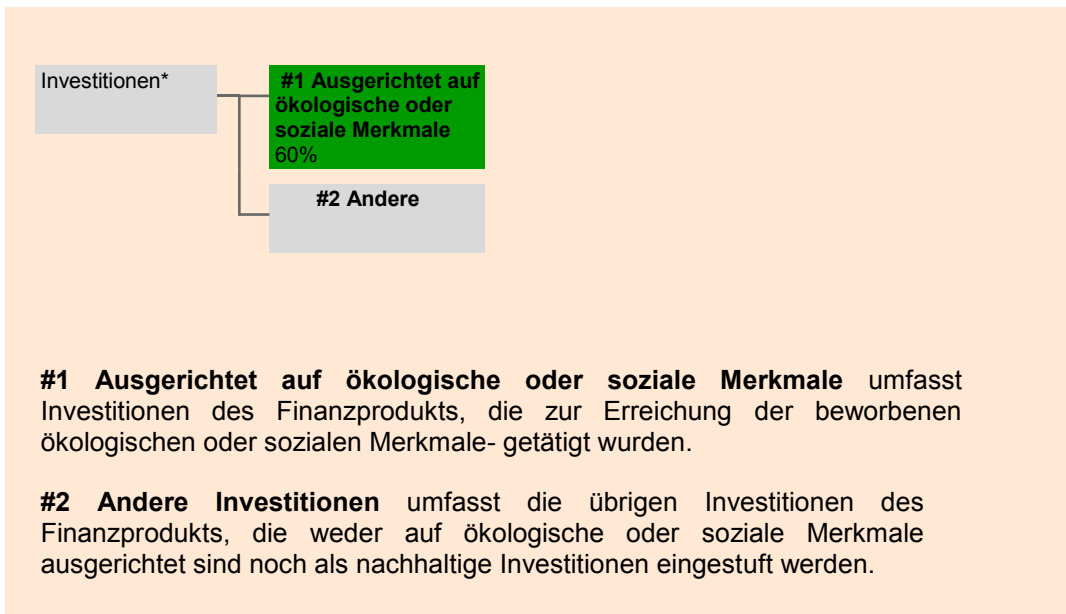 Investitionen*
#1 Ausgerichtet auf
ökologische oder
soziale Merkmale
60%
#2 Andere
#1 Ausgerichtet auf ökologische oder soziale Merkmale umfasst
Investitionen des Finanzprodukts, die zur Erreichung der beworbenen
ökologischen oder sozialen Merkmale- getätigt wurden.
#2 Andere Investitionen umfasst die übrigen Investitionen des
Finanzprodukts, die weder auf ökologische oder soziale Merkmale
ausgerichtet sind noch als nachhaltige Investitionen eingestuft werden.